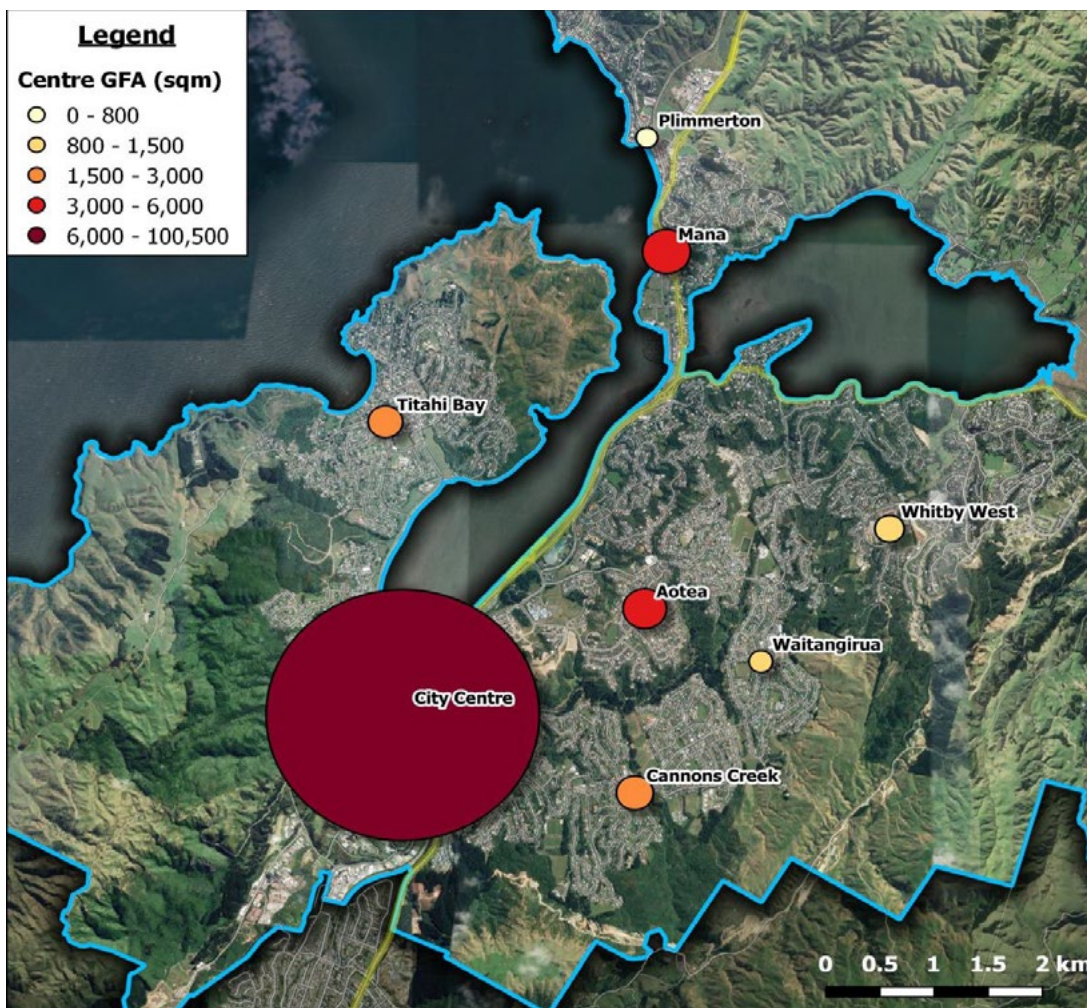 Legend
Centre GFA (sqm)
0 - 800
800 - 1,500
1,500 - 3,000
3,000 - 6,000
6,000 - 100,500
Plimmerton
Mana
Titahi Bay
Whitby West
Aotea
Waitangirua
City Centre
Cannons Creek
0 0.5 1 1.5 2 km